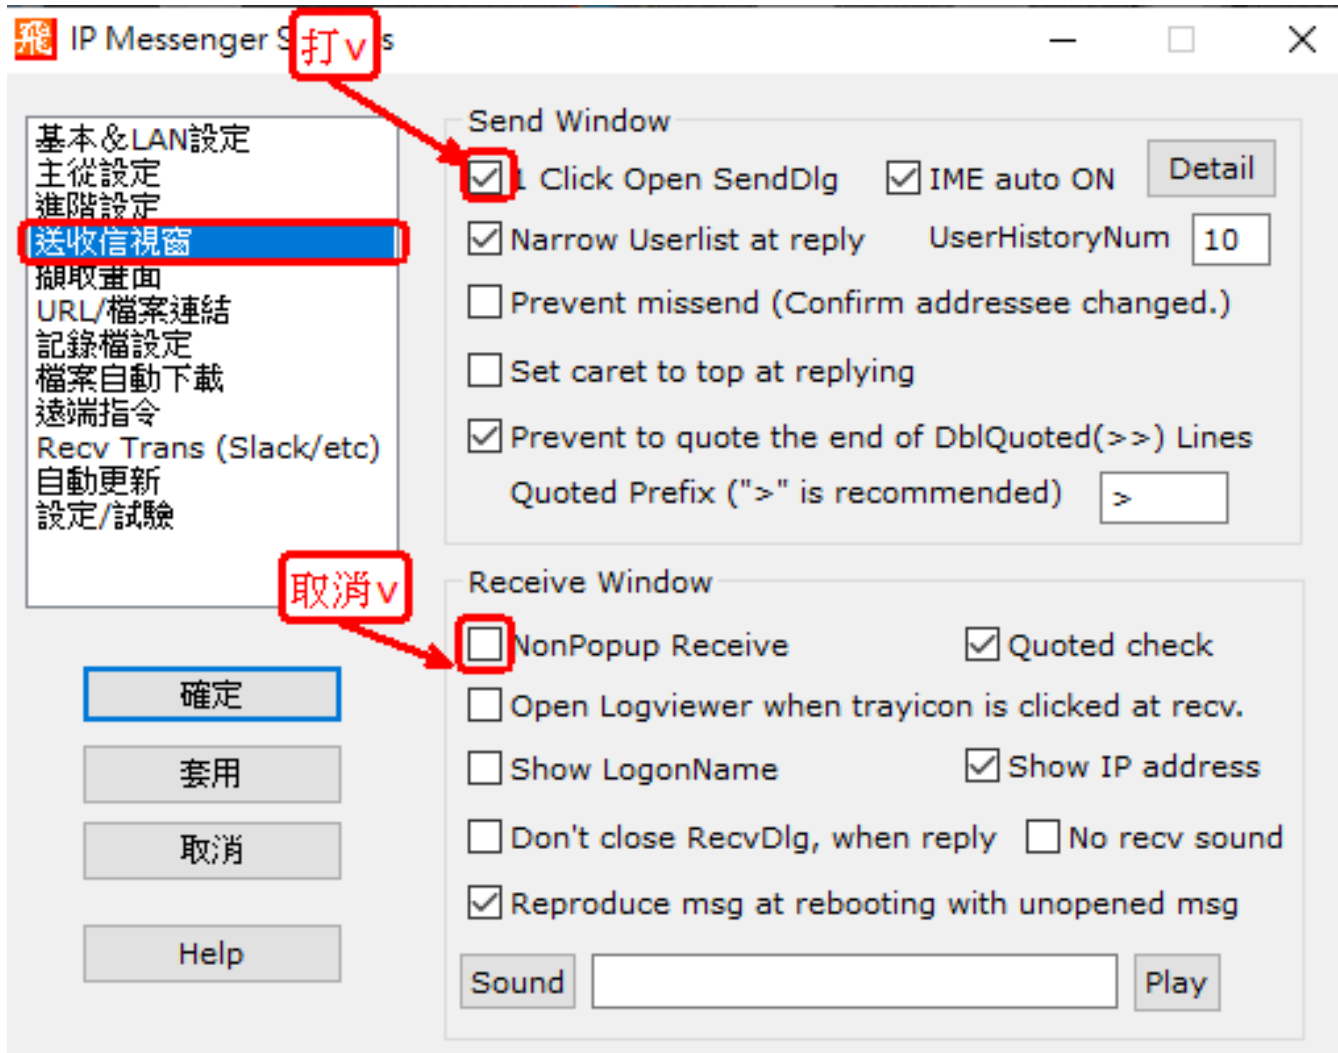 飛 IP Messenger S s
打v
基本&LAN設定
主從設定
進階設定
送收信視窗
擷取畫面
URL/檔案連結
記錄檔設定
檔案自動下載
遠端指令
Recv Trans (Slack/etc)
自動更新
設定/試驗
取消v
確定
套用
取消
Help
Send Window
1 Click Open SendDlg
IME auto ON
Detail
Narrow Userlist at reply
UserHistoryNum 10
Prevent missend (Confirm addressee changed.)
Set caret to top at replying
Prevent to quote the end of DblQuoted(>>) Lines
Quoted Prefix (">" is recommended) >
Receive Window
NonPopup Receive
Quoted check
Open Logviewer when trayicon is clicked at recv.
Show LogonName
Show IP address
Don't close RecvDlg, when reply
No recv sound
Reproduce msg at rebooting with unopened msg
Sound
Play